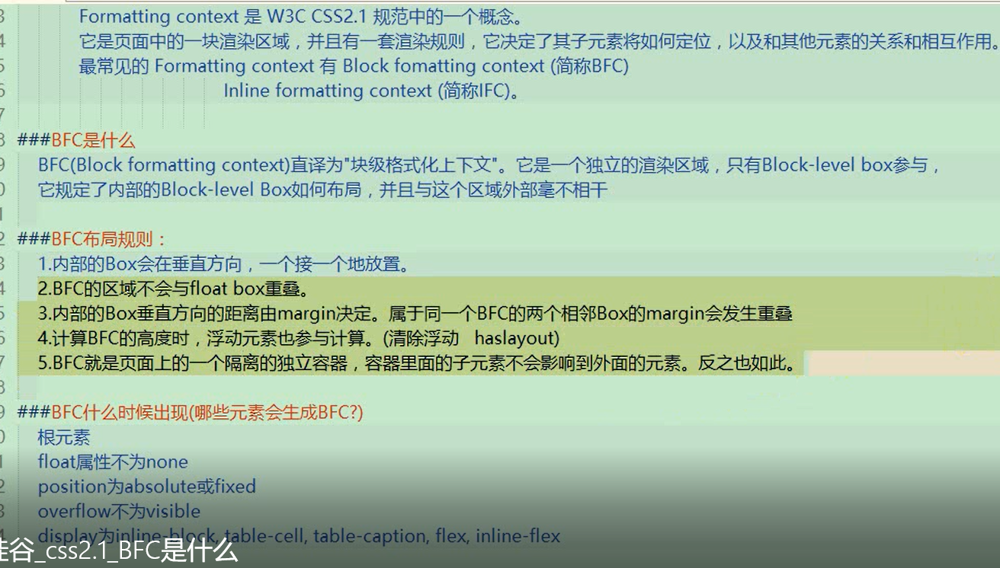 Formatting context 是 W3C CSS2.1 规范中的一个概念。
它是页面中的一块渲染区域，并且有一套渲染规则，它决定了其子元素将如何定位，以及和其他元素的关系和相互作用。
最常见的 Formatting context 有 Block fomatting context (简称BFC)
Inline formatting context (简称IFC)。
###BFC是什么
BFC(Block formatting context)直译为"块级格式化上下文"。它是一个独立的渲染区域，只有Block-level box参与，
它规定了内部的Block-level Box如何布局，并且与这个区域外部毫不相干
###BFC布局规则：
1.内部的Box会在垂直方向，一个接一个地放置。
2.BFC的区域不会与float box重叠。
3.内部的Box垂直方向的距离由margin决定。属于同一个BFC的两个相邻Box的margin会发生重叠
4.计算BFC的高度时，浮动元素也参与计算。(清除浮动 haslayout)
5.BFC就是页面上的一个隔离的独立容器，容器里面的子元素不会影响到外面的元素。反之也如此。
###BFC什么时候出现(哪些元素会生成BFC?)
根元素
float属性不为none
position为absolute或fixed
overflow不为visible
display为inline-block, table-cell, table-caption, flex, inline-flex
谷_css2.1_BFC是什么